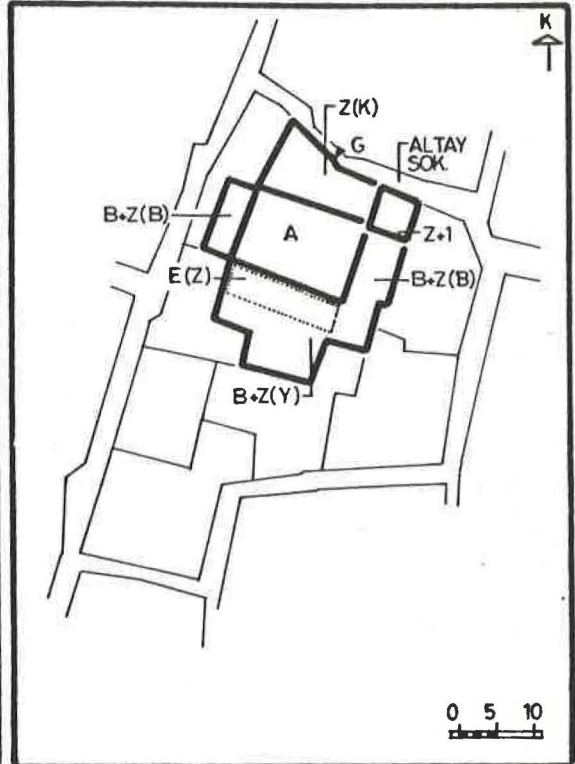 K
Z(K)
G
ALTAY
SOK.
B+Z(B)
A
Z+1
E(Z)
B+Z(B)
B+Z(Y)
0 5 10